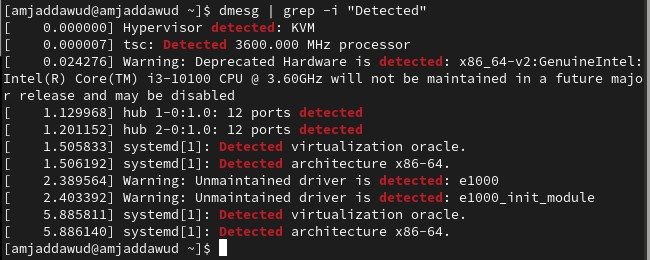 [amjaddawud@amjaddawud ~]$ dmesg | grep -i "Detected"
[    0.000000] Hypervisor detected: KVM
[    0.000007] tsc: Detected 3600.000 MHz processor
[    0.024276] Warning: Deprecated Hardware is detected: x86_64-v2:GenuineIntel:
Intel(R) Core(TM) i3-10100 CPU @ 3.60GHz will not be maintained in a future majo
r release and may be disabled
[    1.129968] hub 1-0:1.0: 12 ports detected
[    1.201152] hub 2-0:1.0: 12 ports detected
[    1.505833] systemd[1]: Detected virtualization oracle.
[    1.506192] systemd[1]: Detected architecture x86-64.
[    2.389564] Warning: Unmaintained driver is detected: e1000
[    2.403392] Warning: Unmaintained driver is detected: e1000_init_module
[    5.885811] systemd[1]: Detected virtualization oracle.
[    5.886140] systemd[1]: Detected architecture x86-64.
[amjaddawud@amjaddawud ~]$